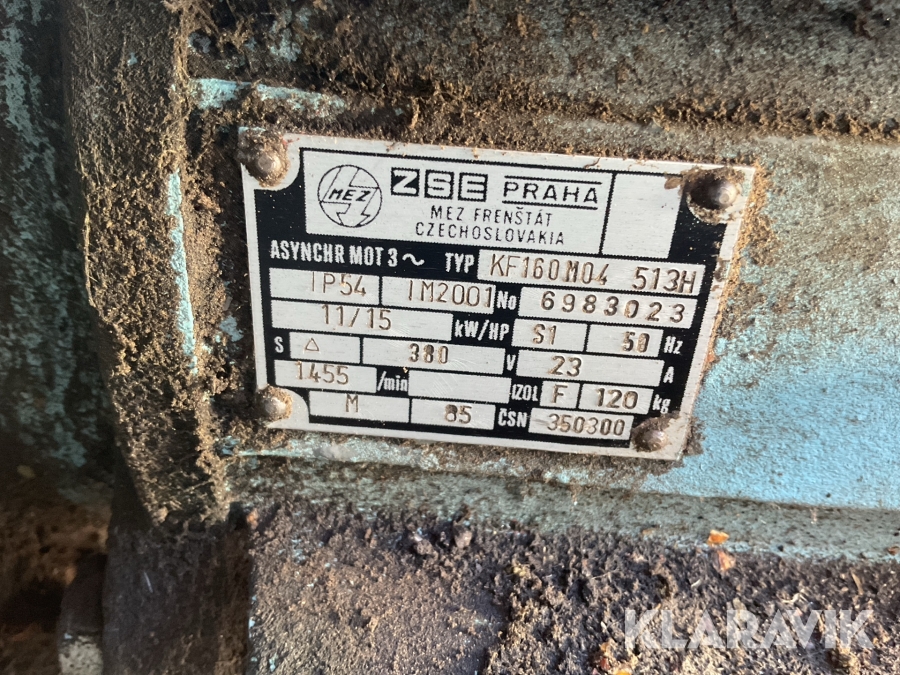 MEZ
ZSE PRAHA
MEZ FRENŠTÁT
CZECHOSLOVAKIA
ASYNCHR MOT 3 ~ TYP KF160M04 513H
IP54 IM2001 No 6983023
11/15 kW/HP S1 50 Hz
S △ 380 V 23 A
1455 /min IZOL F 120 kg
M 85 ČSN 350300
KLARAVIK